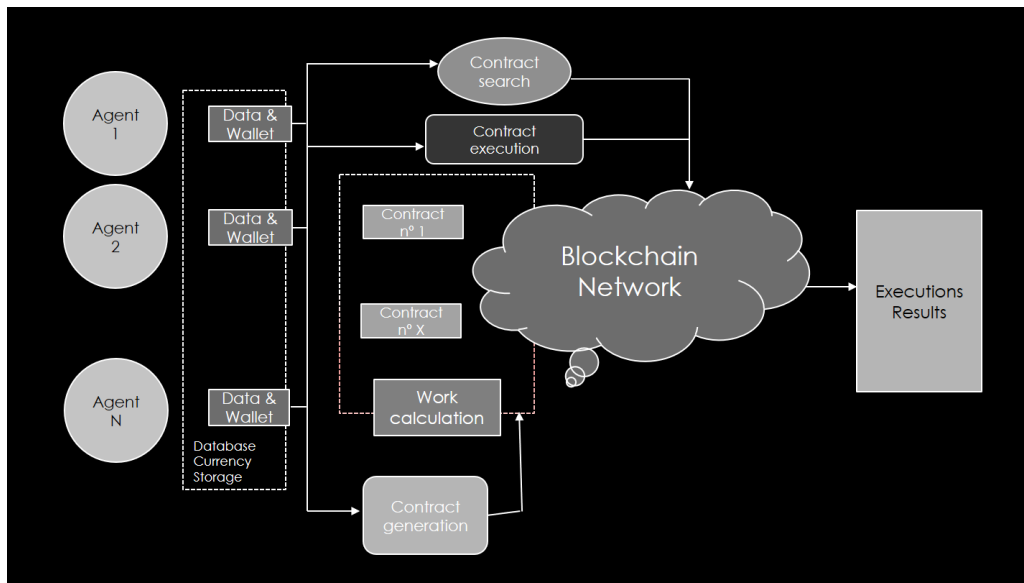 Agent
1
Data &
Wallet
Contract
search
Contract
execution
Agent
2
Data &
Wallet
Contract
nº 1
Blockchain
Network
Executions
Results
Contract
nº X
Agent
N
Data &
Wallet
Work
calculation
Database
Currency
Storage
Contract
generation